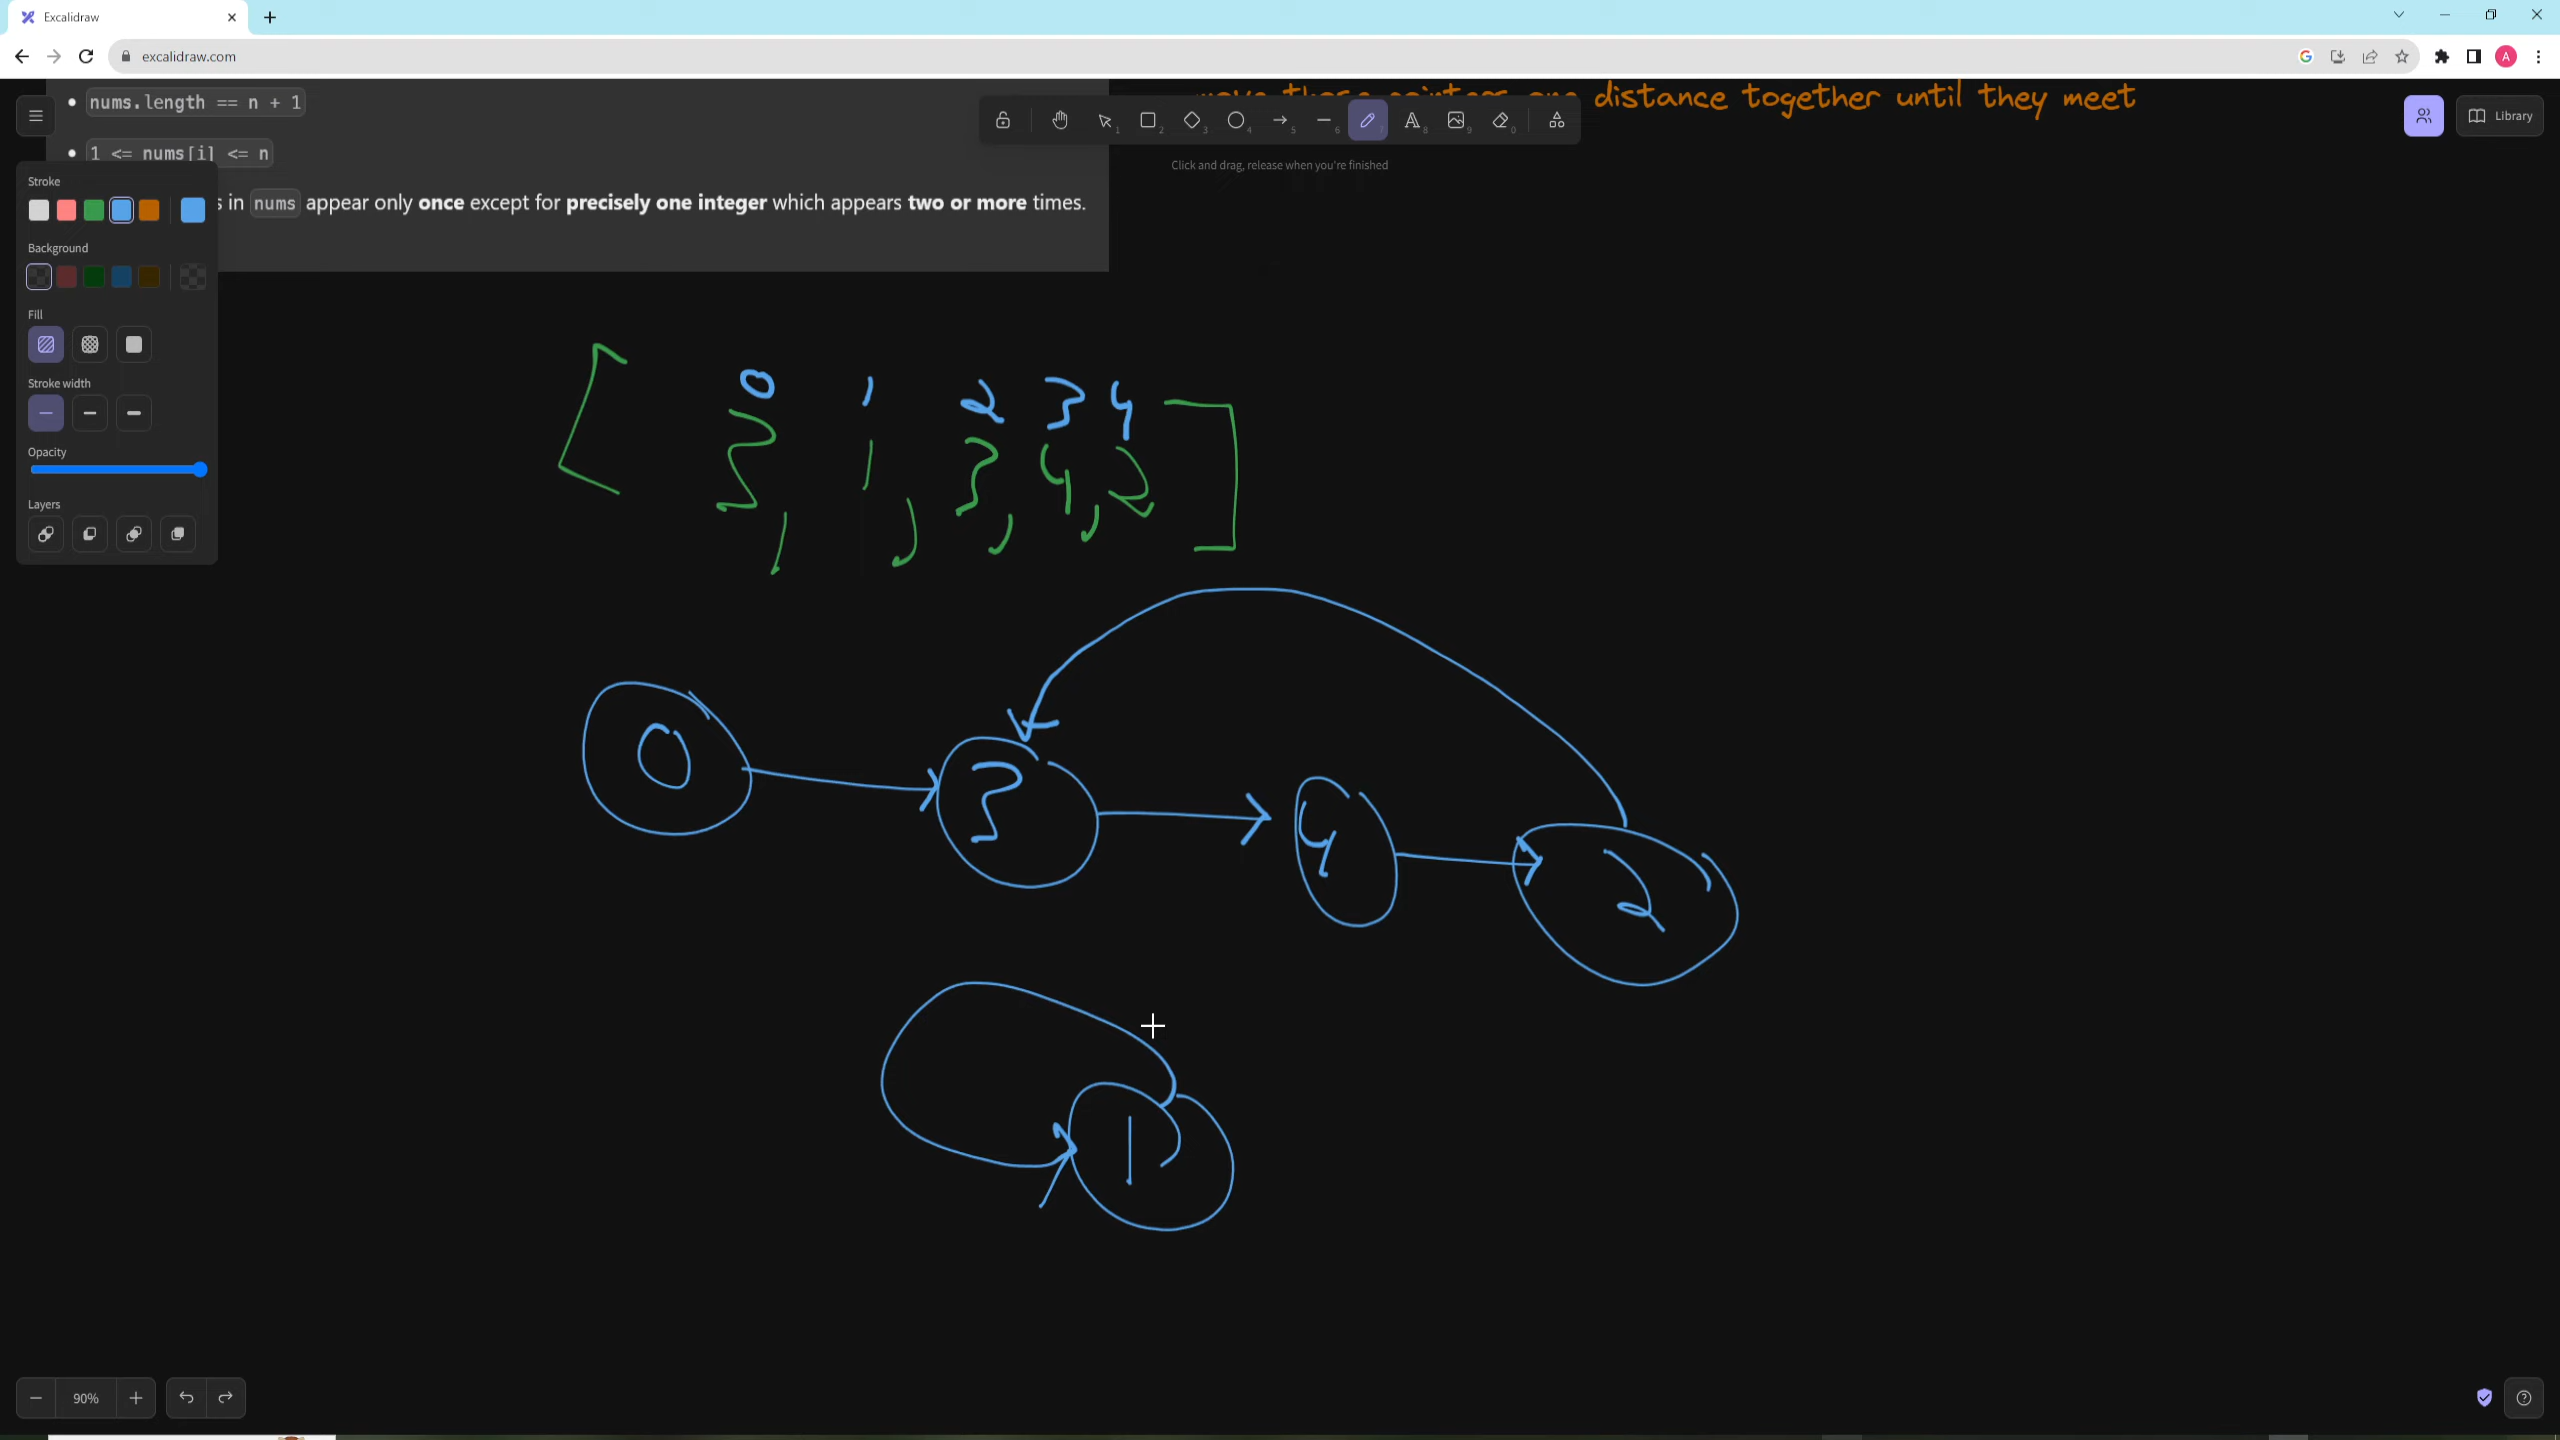 Excalidraw
excalidraw.com
nums.length == n + 1
distance together until they meet
Library
1 <= nums[i] <= n
Click and drag, release when you're finished
Stroke
in nums appear only once except for precisely one integer which appears two or more times.
Background
Fill
Stroke width
Opacity
Layers
0 1 2 3 4
3, 1, 3, 4, 2
0
3
4
2
1
90%